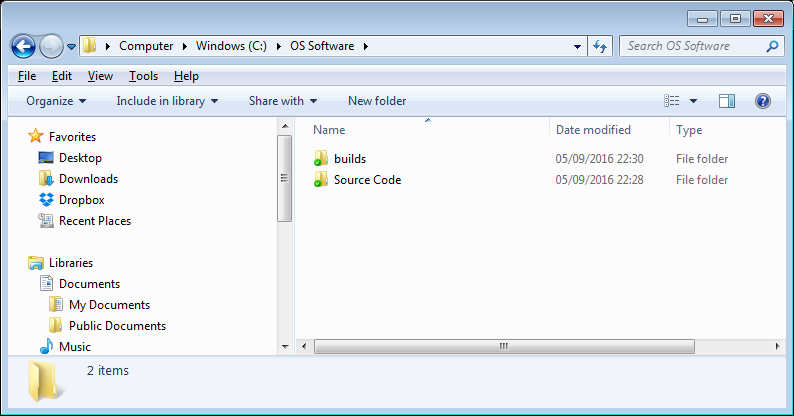 Computer Windows (C:) OS Software Search OS Software
File Edit View Tools Help
Organize Include in library Share with New folder
Favorites
Desktop
Downloads
Dropbox
Recent Places
Libraries
Documents
My Documents
Public Documents
Music
Name Date modified Type
builds 05/09/2016 22:30 File folder
Source Code 05/09/2016 22:28 File folder
2 items